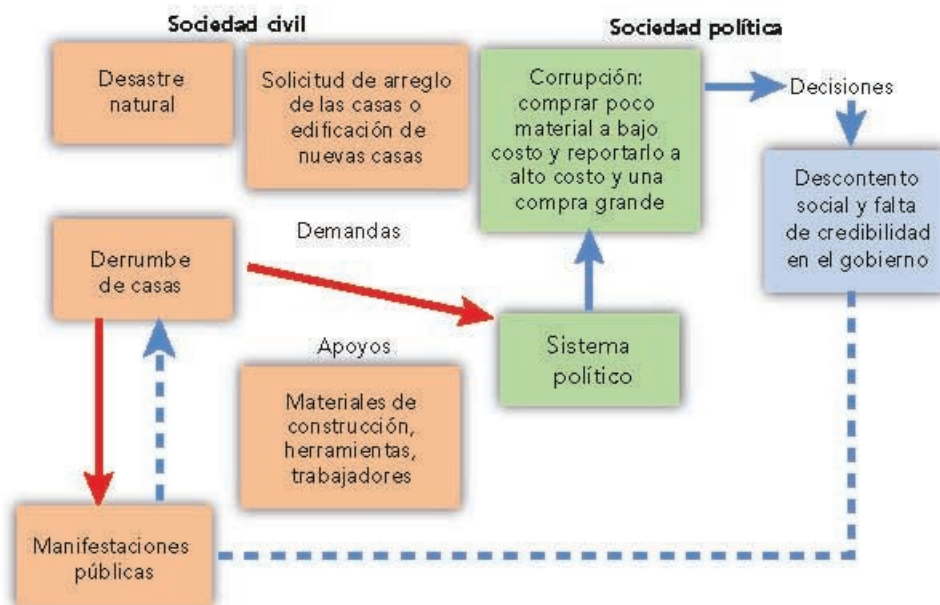 Sociedad civil
Sociedad política
Desastre
natural
Solicitud de arreglo
de las casas o
edificación de
nuevas casas
Corrupción:
comprar poco
material a bajo
costo y reportarlo a
alto costo y una
compra grande
Decisiones
Descontento
social y falta
de credibilidad
en el gobierno
Demandas
Derrumbe
de casas
Apoyos
Sistema
político
Materiales de
construcción,
herramientas,
trabajadores
Manifestaciones
públicas